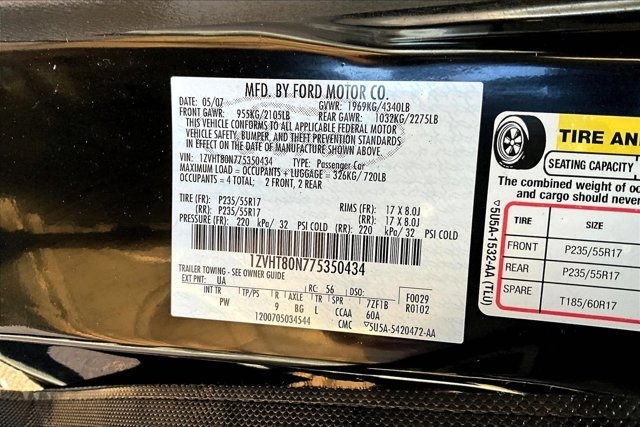 MFD. BY FORD MOTOR CO.
DATE: 05/07 GVWR: 1969KG/4340LB
FRONT GAWR: 955KG/2105LB REAR GAWR: 1032KG/2275LB
THIS VEHICLE CONFORMS TO ALL APPLICABLE FEDERAL MOTOR
VEHICLE SAFETY, BUMPER, AND THEFT PREVENTION STANDARDS
IN EFFECT ON THE DATE OF MANUFACTURE SHOWN ABOVE.
VIN: 1ZVHT80N775350434 TYPE: Passenger Car
MAXIMUM LOAD = OCCUPANTS + LUGGAGE = 326KG/ 720LB
OCCUPANTS = 4 TOTAL; 2 FRONT, 2 REAR
TIRE (FR): P235/55R17 RIMS (FR): 17 X 8.0J
(RR): P235/55R17 (RR): 17 X 8.0J
PRESSURE (FR): 220 kPa/ 32 PSI COLD (RR): 220 kPa/ 32 PSI COLD
1ZVHT80N775350434
TRAILER TOWING - SEE OWNER GUIDE
EXT PNT: UA RC: 56 DSO: F0029
INT TR TP/PS R AXLE TR SPR 7ZF1B R0102
PW 9 BG L CCAA 60A
1200705034544 CMC ▽5U5A-5420472-AA
TIRE AN
SEATING CAPACITY
The combined weight of oc
and cargo should never
TIRE SIZE
FRONT P235/55R17
REAR P235/55R17
SPARE T185/60R17
▽5U5A-1532-AA (TLU)